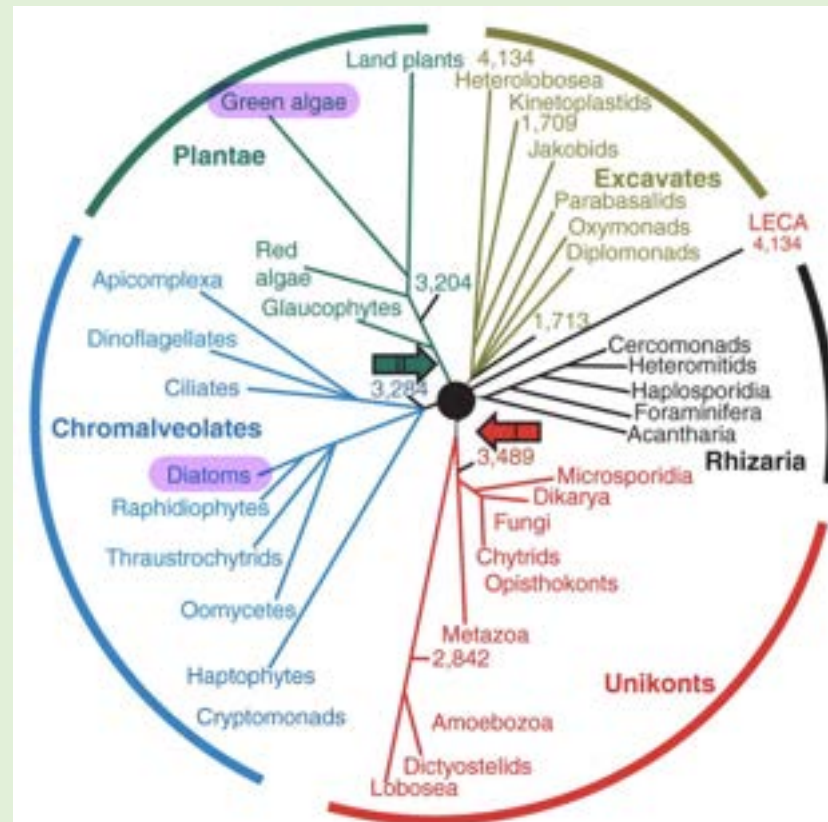 Land plants
Green algae
Plantae
Red
algae
Glaucophytes
3,204
4,134
Heterolobosea
Kinetoplastids
1,709
Jakobids
Excavates
Parabasalids
Oxymonads
Diplomonads
LECA
4,134
1,713
Cercomonads
Heteromitids
Haplosporidia
Foraminifera
Acantharia
Rhizaria
Apicomplexa
Dinoflagellates
Ciliates
3,284
Chromalveolates
Diatoms
Raphidiophytes
Thraustrochytrids
Oomycetes
Haptophytes
Cryptomonads
3,489
Microsporidia
Dikarya
Fungi
Chytrids
Opisthokonts
Metazoa
2,842
Unikonts
Amoebozoa
Dictyostelids
Lobosea